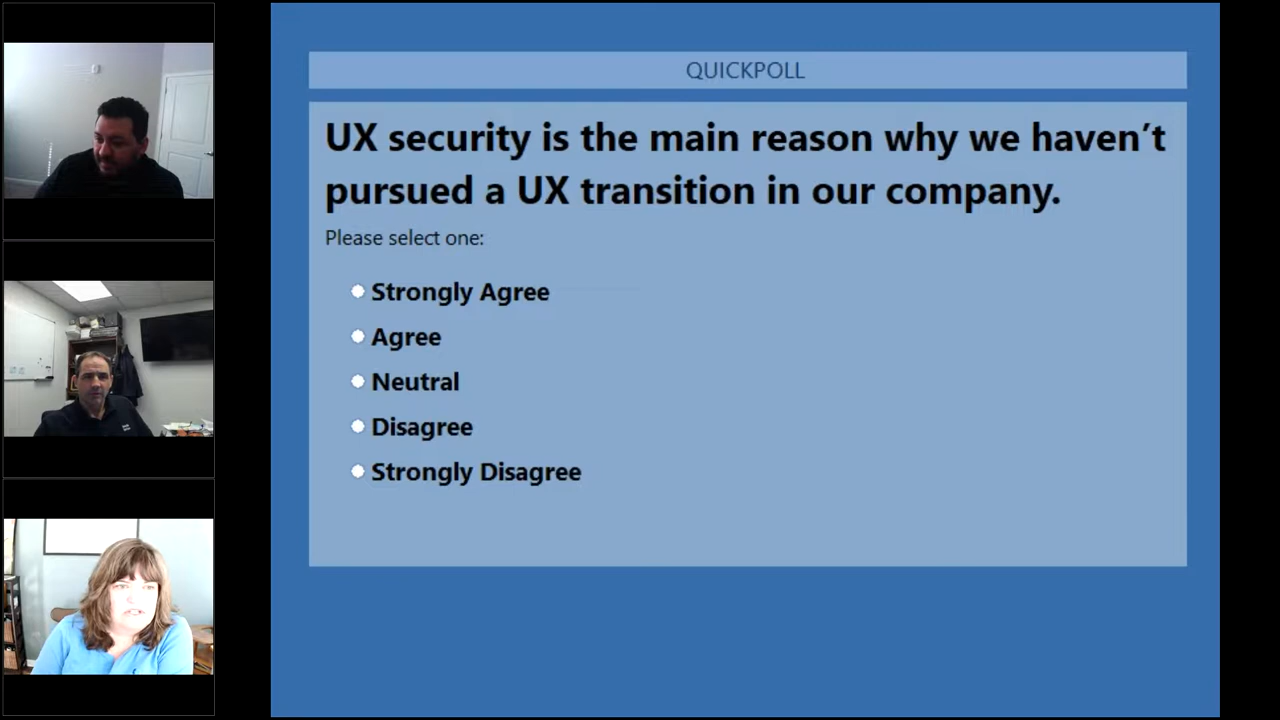 QUICKPOLL
UX security is the main reason why we haven’t
pursued a UX transition in our company.
Please select one:
Strongly Agree
Agree
Neutral
Disagree
Strongly Disagree